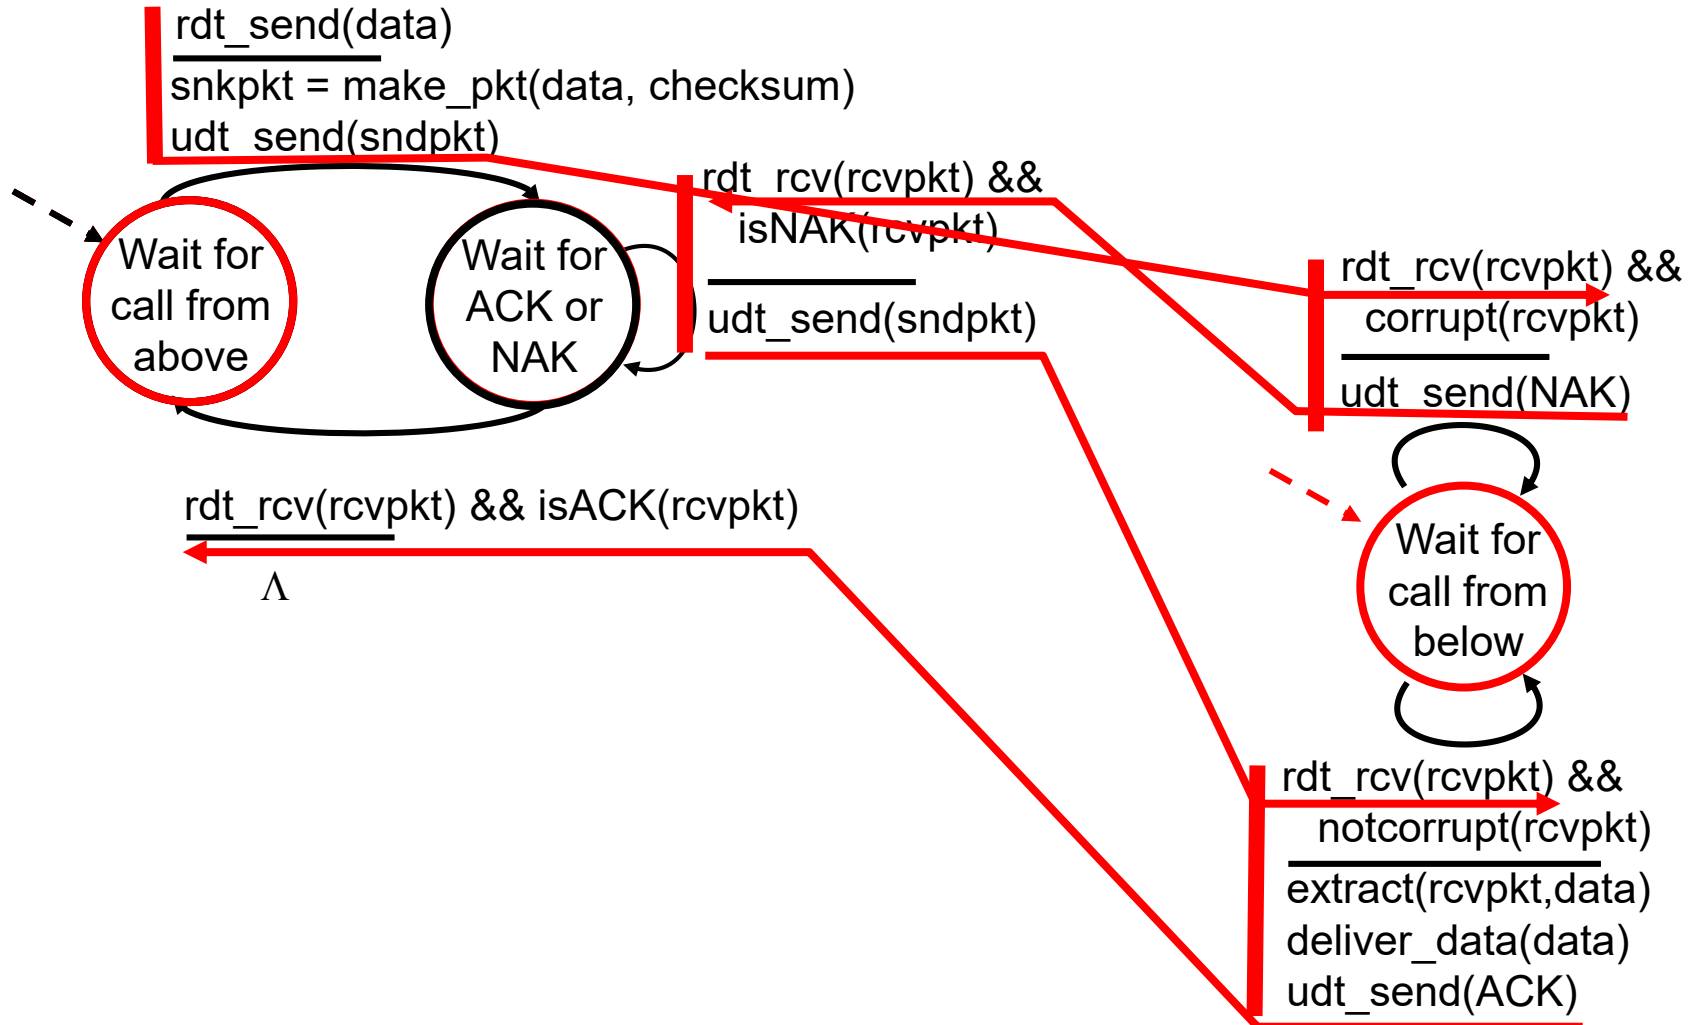 rdt_send(data)
snkpkt = make_pkt(data, checksum)
udt_send(sndpkt)
Wait for
call from
above
Wait for
ACK or
NAK
rdt_rcv(rcvpkt) &&
isNAK(rcvpkt)
udt_send(sndpkt)
rdt_rcv(rcvpkt) && isACK(rcvpkt)
Λ
rdt_rcv(rcvpkt) &&
corrupt(rcvpkt)
udt_send(NAK)
Wait for
call from
below
rdt_rcv(rcvpkt) &&
notcorrupt(rcvpkt)
extract(rcvpkt,data)
deliver_data(data)
udt_send(ACK)